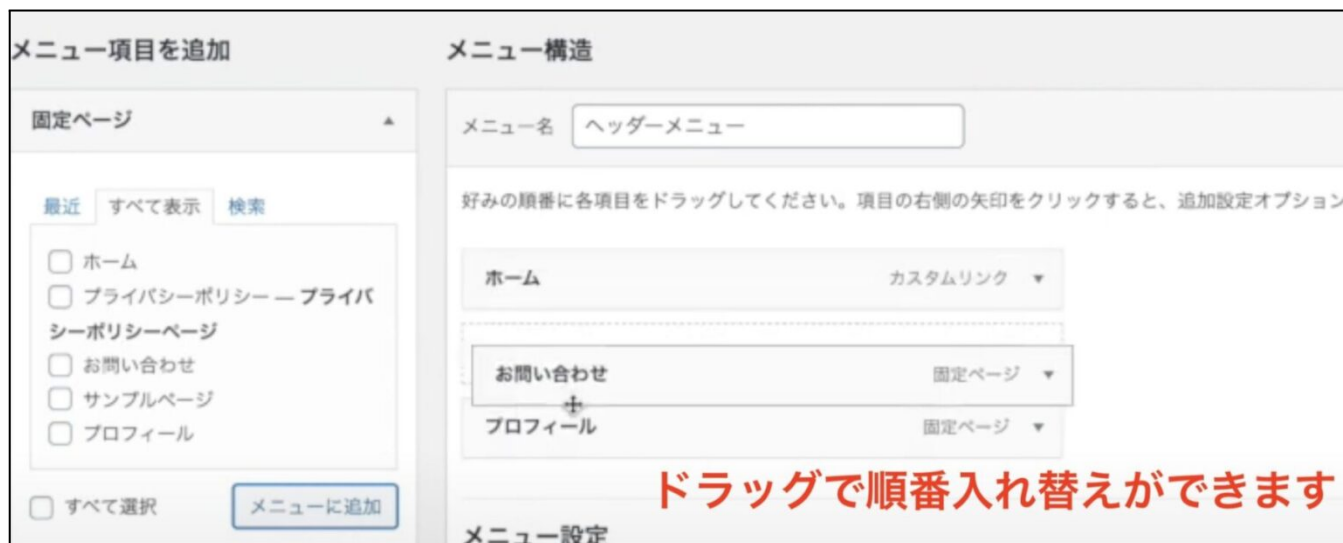 メニュー項目を追加
固定ページ
最近 すべて表示 検索
ホーム
プライバシーポリシー — プライバ
シーポリシーページ
お問い合わせ
サンプルページ
プロフィール
すべて選択 メニューに追加
メニュー構造
メニュー名 ヘッダーメニュー
好みの順番に各項目をドラッグしてください。項目の右側の矢印をクリックすると、追加設定オプション
ホーム カスタムリンク
お問い合わせ 固定ページ
プロフィール 固定ページ
ドラッグで順番入れ替えができます
メニュー設定